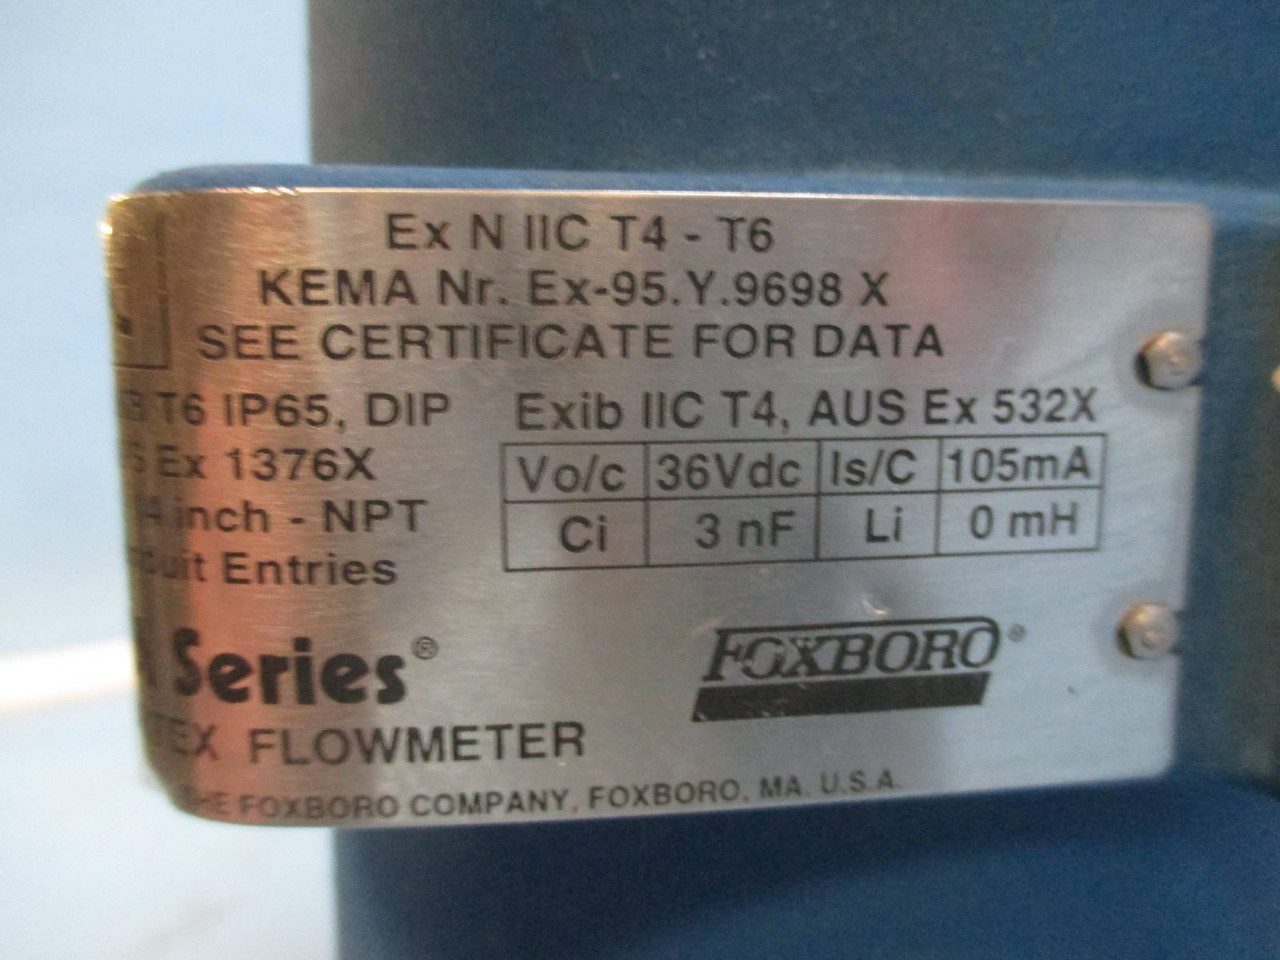 Ex N IIC T4 - T6
KEMA Nr. Ex-95.Y.9698 X
SEE CERTIFICATE FOR DATA
T6 IP65, DIP
Exib IIC T4, AUS Ex 532X
Ex 1376X
Vo/c 36Vdc Is/C 105mA
inch - NPT
Ci 3 nF Li 0 mH
Entries
Series®
FOXBORO®
FLOWMETER
THE FOXBORO COMPANY, FOXBORO, MA. U.S.A.